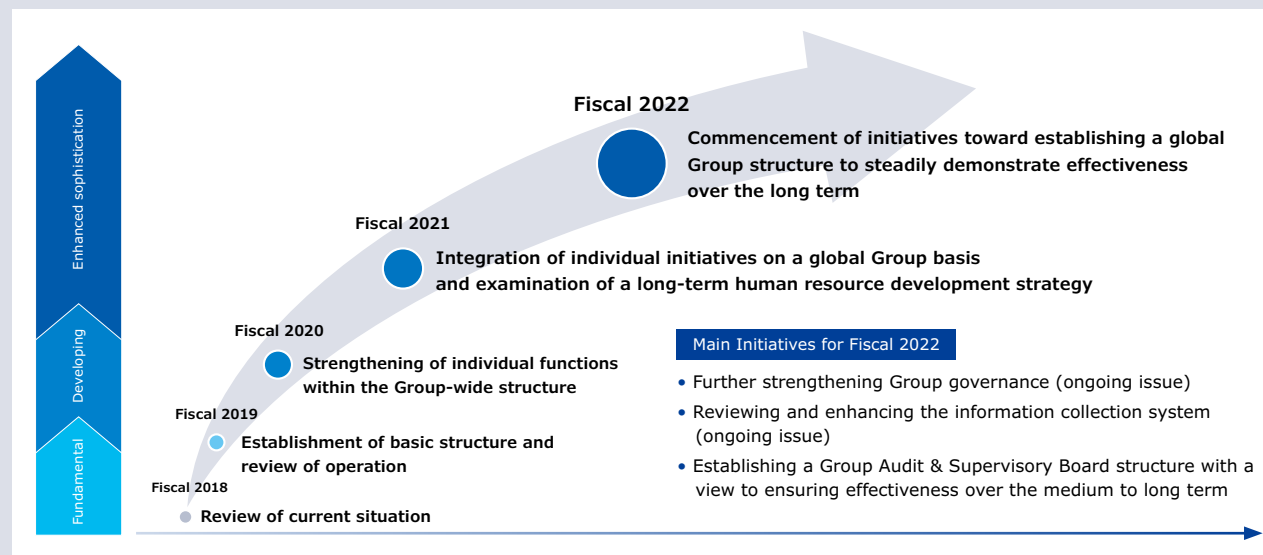 Enhanced sophistication
Developing
Fundamental
Fiscal 2022
Commencement of initiatives toward establishing a global
Group structure to steadily demonstrate effectiveness
over the long term
Fiscal 2021
Integration of individual initiatives on a global Group basis
and examination of a long-term human resource development strategy
Fiscal 2020
Strengthening of individual functions
within the Group-wide structure
Fiscal 2019
Establishment of basic structure and
review of operation
Fiscal 2018
Review of current situation
Main Initiatives for Fiscal 2022
• Further strengthening Group governance (ongoing issue)
• Reviewing and enhancing the information collection system
(ongoing issue)
• Establishing a Group Audit & Supervisory Board structure with a
view to ensuring effectiveness over the medium to long term